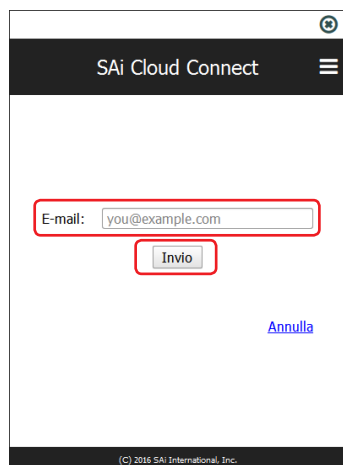 SAi Cloud Connect
E-mail: you@example.com
Invio
Annulla
(C) 2016 SAi International, Inc.